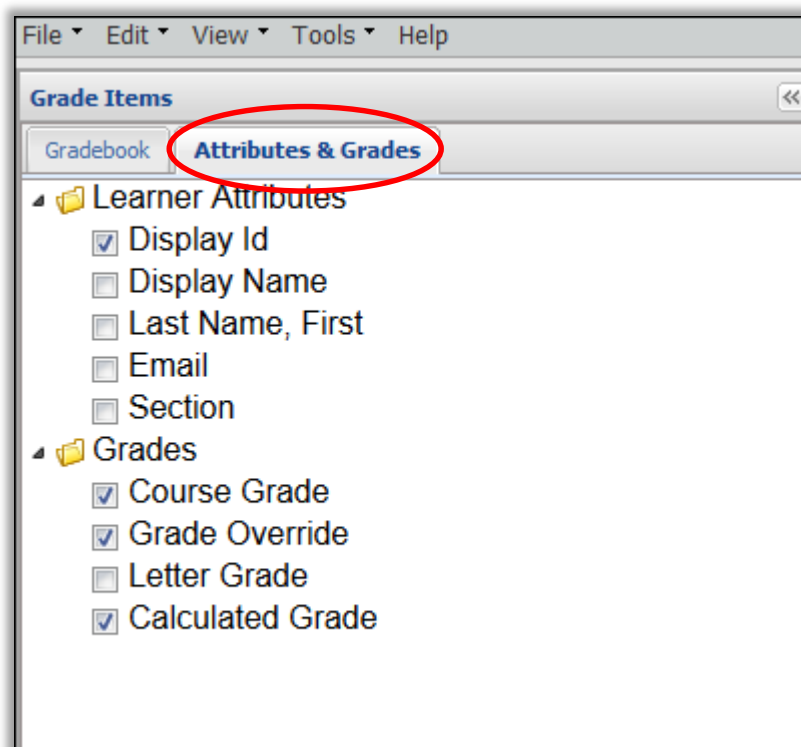 File Edit View Tools Help
Grade Items
Gradebook Attributes & Grades
Learner Attributes
Display Id
Display Name
Last Name, First
Email
Section
Grades
Course Grade
Grade Override
Letter Grade
Calculated Grade